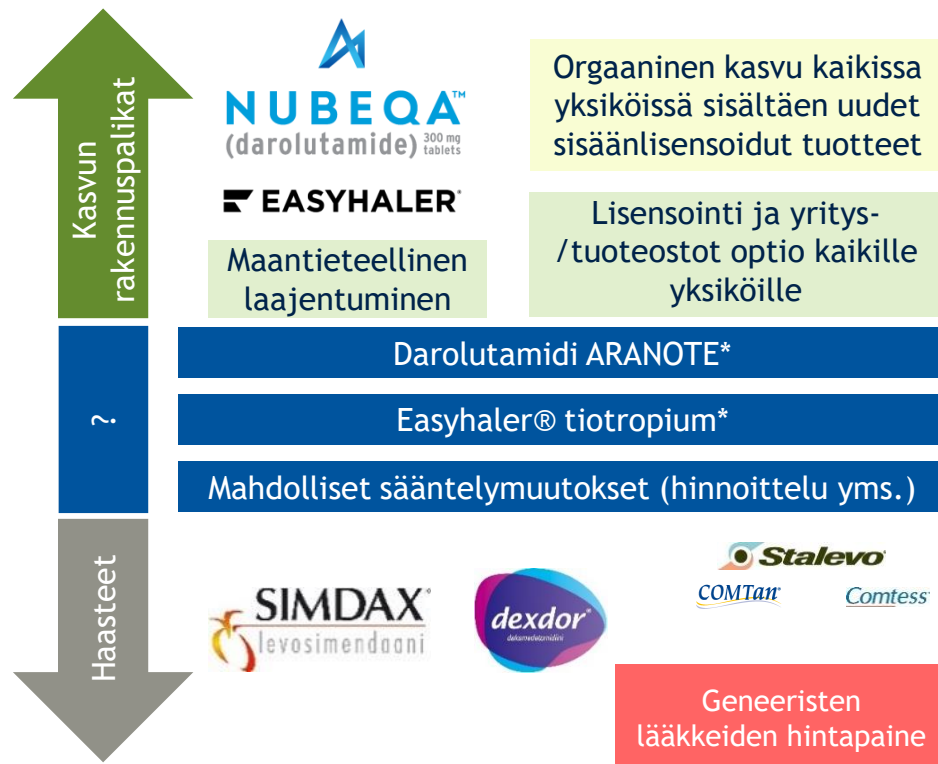 Kasvun
rakennuspalikat
NUBEQA™
(darolutamide) 300 mg
tablets
EASYHALER®
Maantieteellinen
laajentuminen
Orgaaninen kasvu kaikissa
yksiköissä sisältäen uudet
sisäänlisensoidut tuotteet
Lisensointi ja yritys-
/tuoteostot optio kaikille
yksiköille
?
Darolutamidi ARANOTE*
Easyhaler® tiotropium*
Mahdolliset sääntelymuutokset (hinnoittelu yms.)
Haasteet
SIMDAX®
levosimendaani
dexdor®
deksmedetomidiini
Stalevo®
COMTan®
Comtess®
Geneeristen
lääkkeiden hintapaine